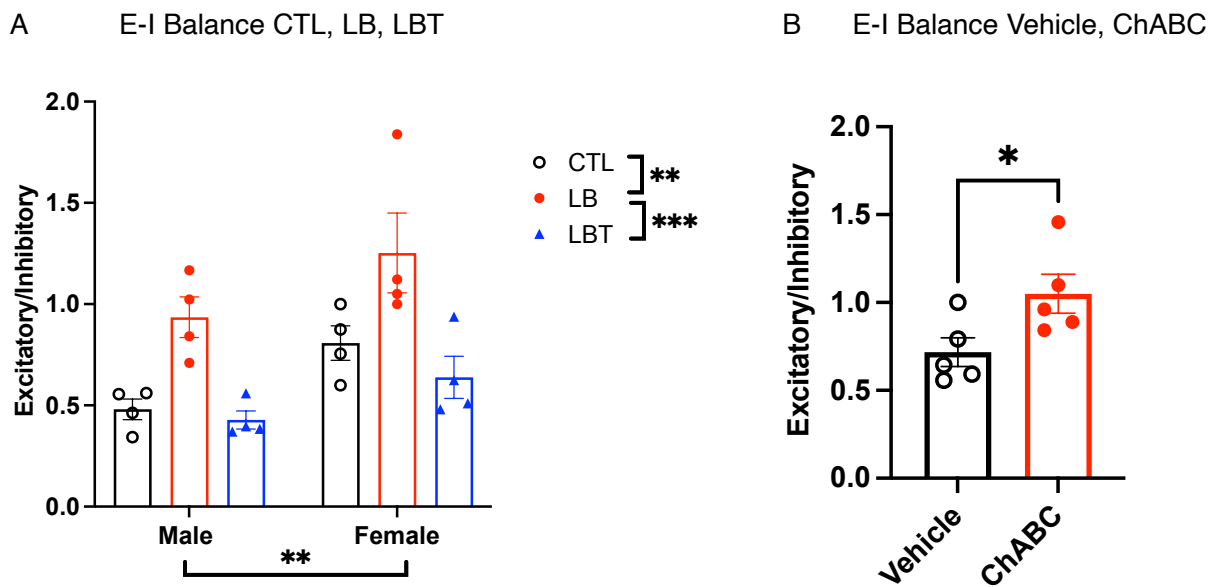 A E-I Balance CTL, LB, LBT
Excitatory/Inhibitory
2.0
1.5
1.0
0.5
0.0
Male Female
**
CTL
LB
LBT
**
***
B E-I Balance Vehicle, ChABC
Excitatory/Inhibitory
2.0
1.5
1.0
0.5
0.0
*
Vehicle
ChABC